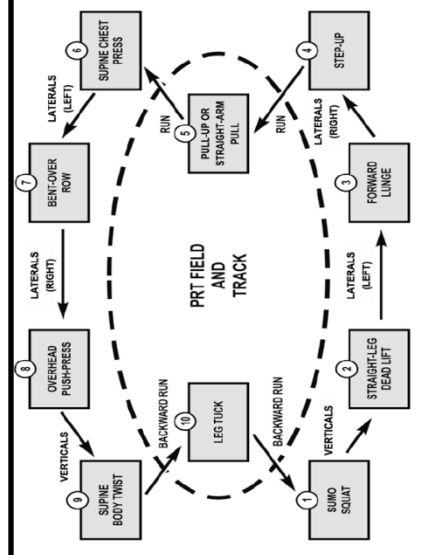 6
SUPINE CHEST
PRESS
LATERALS
(LEFT)
7
BENT-OVER
ROW
LATERALS
(RIGHT)
8
OVERHEAD
PUSH-PRESS
VERTICALS
9
SUPINE
BODY TWIST
BACKWARD RUN
10
LEG TUCK
BACKWARD RUN
1
SUMO
SQUAT
VERTICALS
2
STRAIGHT-LEG
DEAD LIFT
LATERALS
(LEFT)
3
FORWARD
LUNGE
LATERALS
(RIGHT)
4
STEP-UP
RUN
5
PULL-UP OR
STRAIGHT-ARM
PULL
RUN
PRT FIELD
AND
TRACK